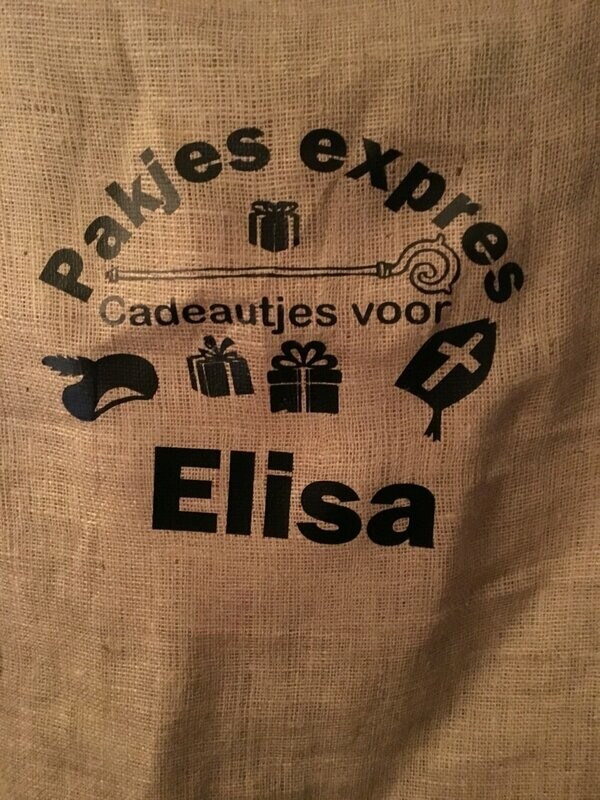 Pakjes expres
Cadeautjes voor
Elisa